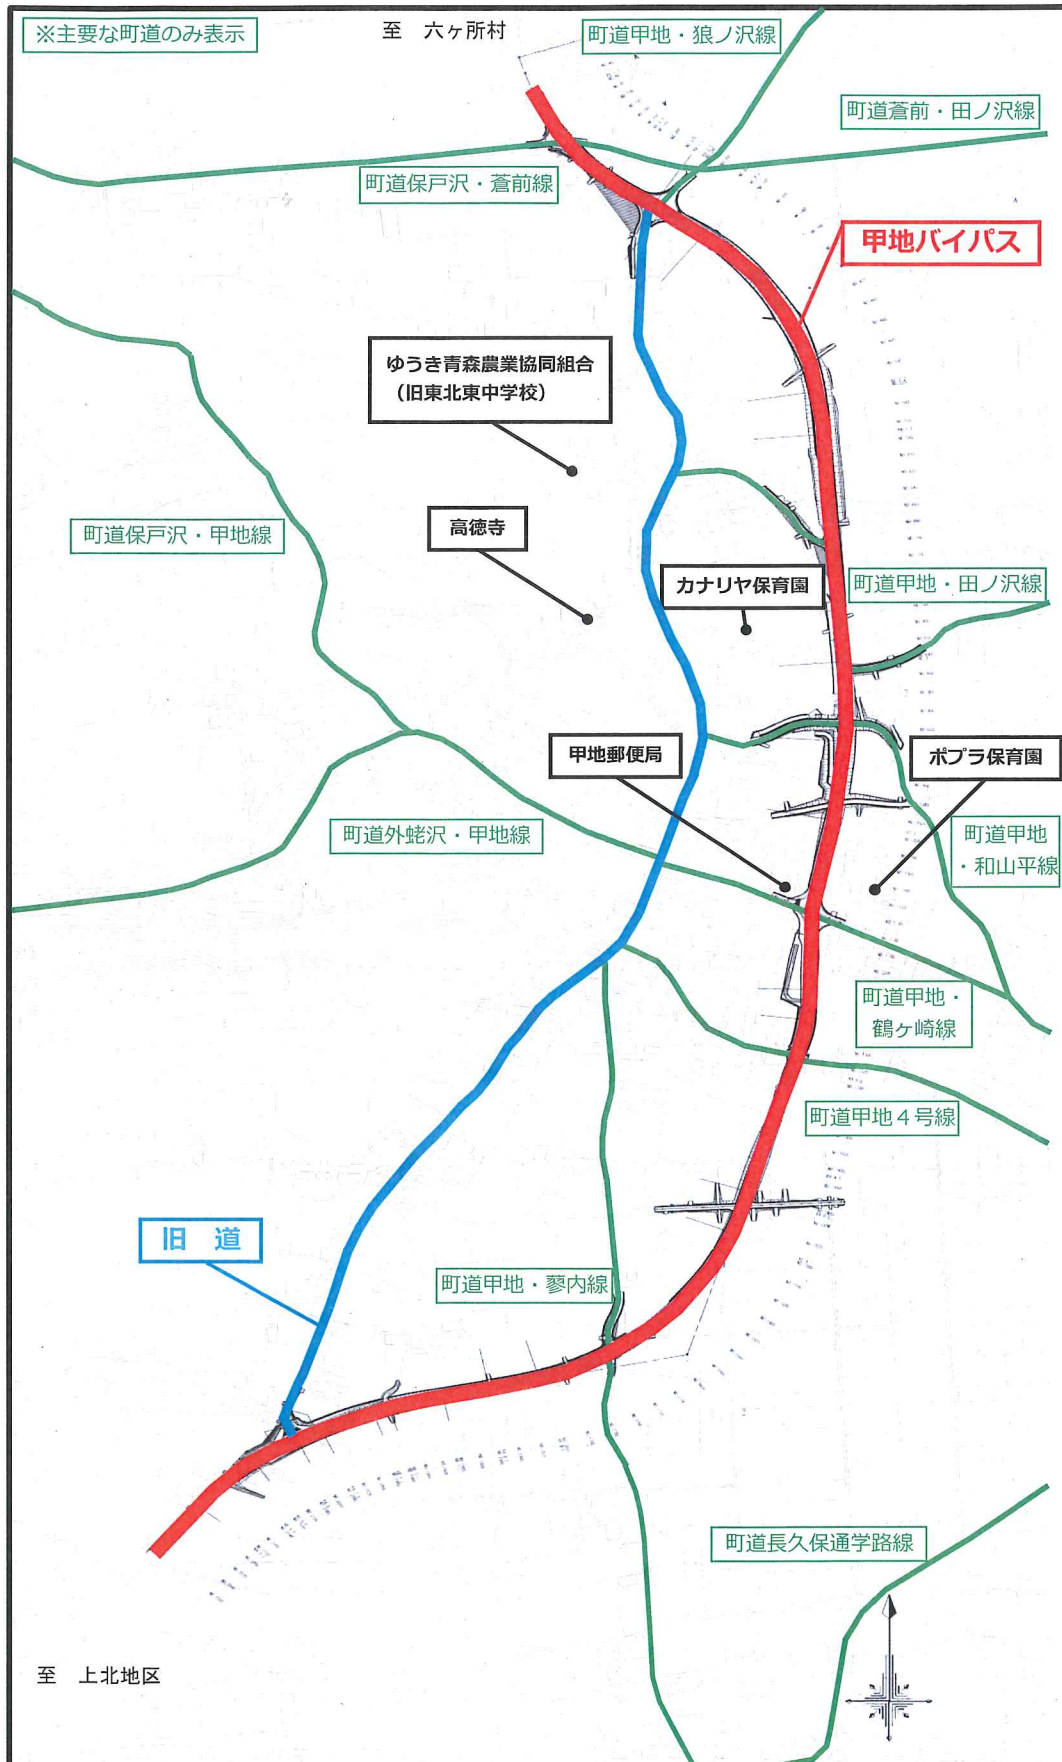 ※主要な町道のみ表示
至　六ヶ所村
町道甲地・狼ノ沢線
町道蒼前・田ノ沢線
町道保戸沢・蒼前線
甲地バイパス
ゆうき青森農業協同組合
（旧東北東中学校）
高徳寺
町道保戸沢・甲地線
カナリヤ保育園
町道甲地・田ノ沢線
甲地郵便局
ポプラ保育園
町道外蛯沢・甲地線
町道甲地
・和山平線
町道甲地・
鶴ヶ崎線
町道甲地４号線
旧　道
町道甲地・蓼内線
町道長久保通学路線
至　上北地区